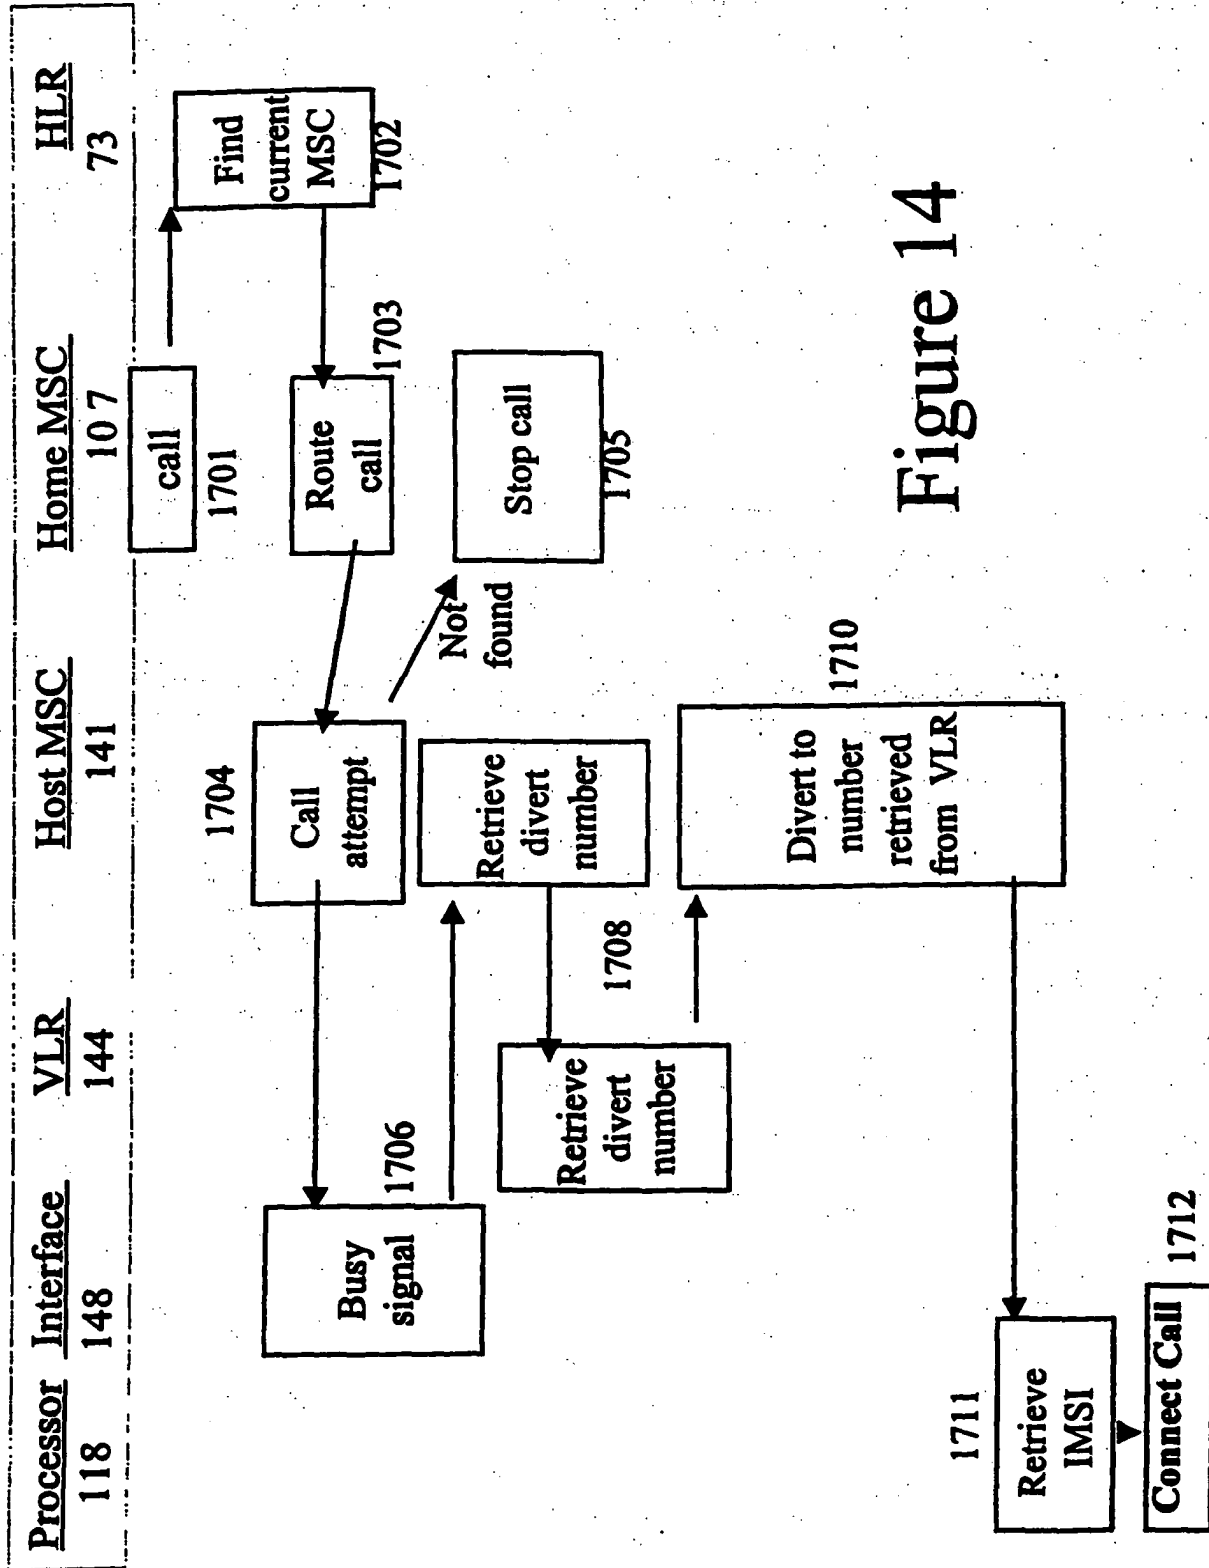 Processor Interface VLR Host MSC Home MSC HLR
118 148 144 141 10 7 73
call
1701
Find
current
MSC
1702
Route
call
1703
1704
Call
attempt
Not
found
Stop call
1705
Busy
signal
1706
Retrieve
divert
number
Retrieve
divert
number
1708
Divert to
number
retrieved
from VLR
1710
1711
Retrieve
IMSI
Connect Call
1712
Figure 14